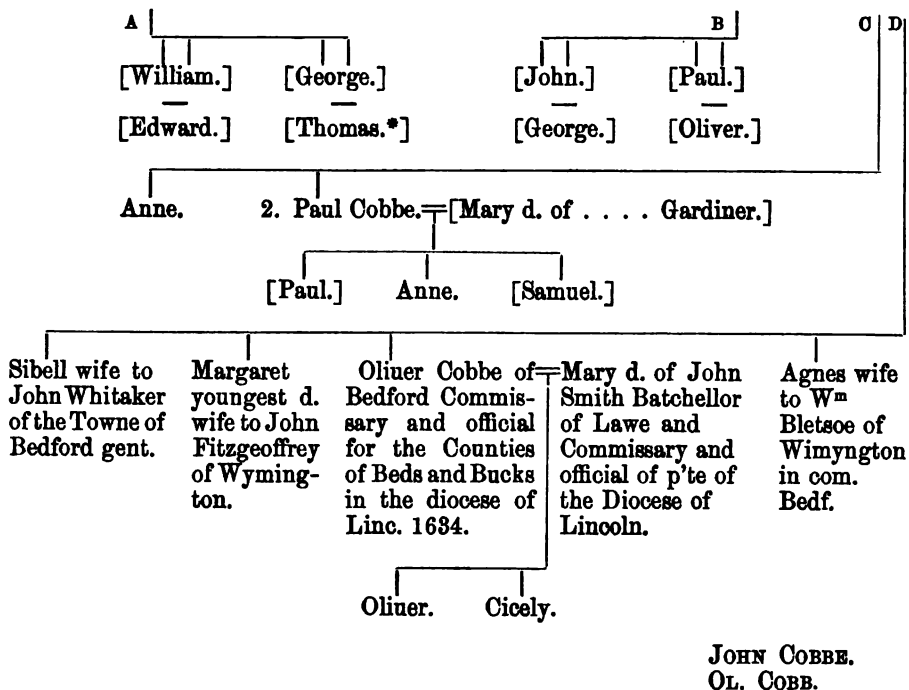 A B C D
[William.] [George.] [John.] [Paul.]
[Edward.] [Thomas.*] [George.] [Oliver.]
Anne. 2. Paul Cobbe.=[Mary d. of . . . . Gardiner.]
[Paul.] Anne. [Samuel.]
Sibell wife to
John Whitaker
of the Towne of
Bedford gent.
Margaret
youngest d.
wife to John
Fitzgeoffrey
of Wyming-
ton.
Oliuer Cobbe of=
Bedford Commis-
sary and official
for the Counties
of Beds and Bucks
in the diocese of
Linc. 1634.
Mary d. of John
Smith Batchellor
of Lawe and
Commissary and
official of p'te of
the Diocese of
Lincoln.
Agnes wife
to Wᵐ
Bletsoe of
Wimyngton
in com.
Bedf.
Oliuer. Cicely.
JOHN COBBE.
OL. COBB.